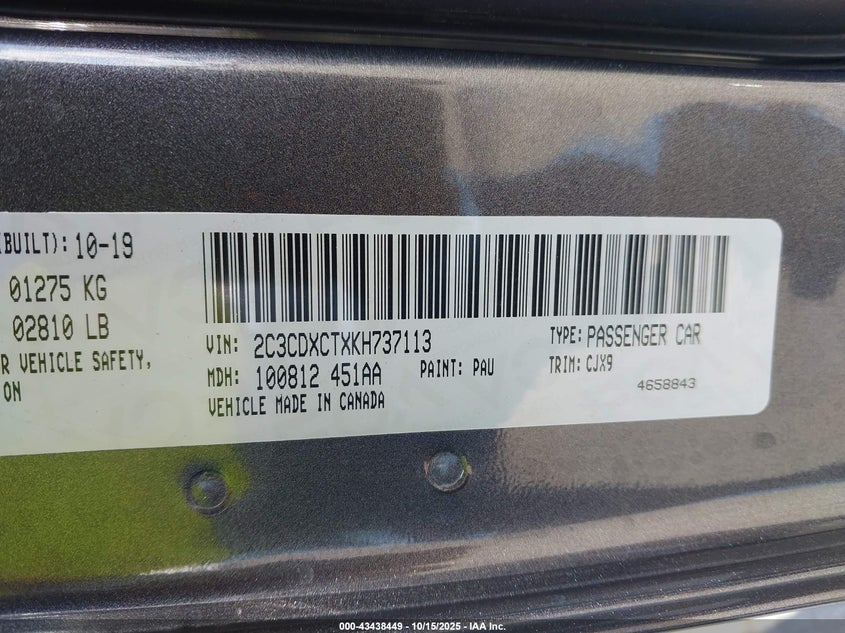 (BUILT): 10-19
01275 KG
02810 LB
R VEHICLE SAFETY,
ON
VIN: 2C3CDXCTXKH737113
TYPE: PASSENGER CAR
MDH: 100812 451AA
PAINT: PAU
TRIM: CJX9
VEHICLE MADE IN CANADA
4658843
000-43438449 - 10/15/2025 - IAA Inc.